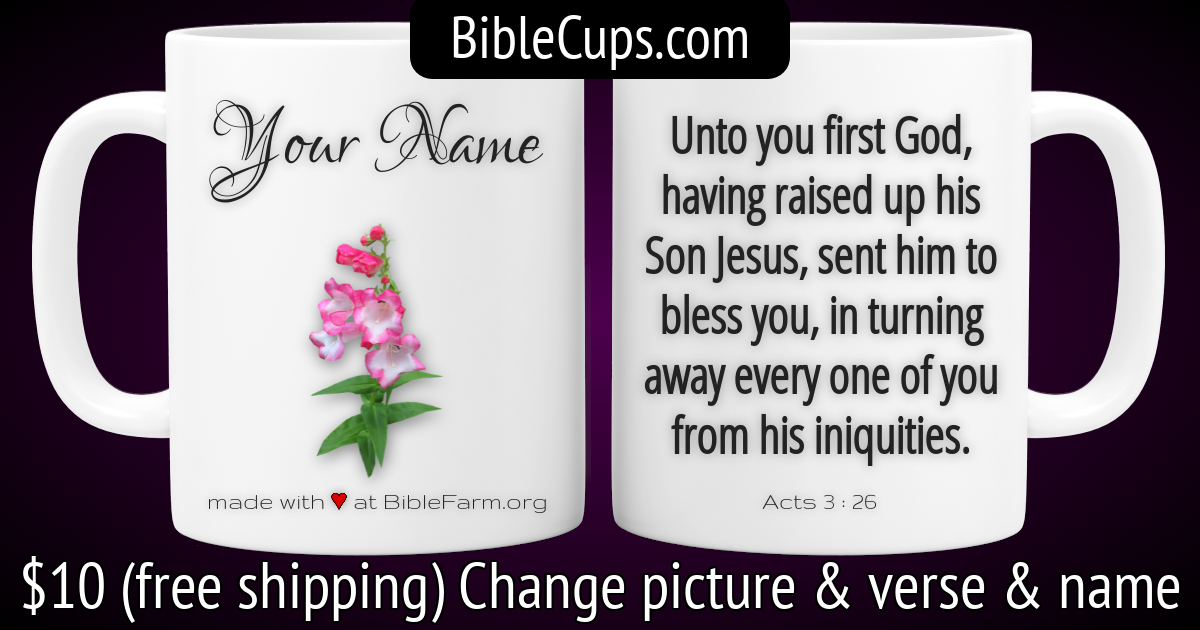 BibleCups.com
Your Name
made with ♥ at BibleFarm.org
Unto you first God,
having raised up his
Son Jesus, sent him to
bless you, in turning
away every one of you
from his iniquities.
Acts 3 : 26
$10 (free shipping) Change picture & verse & name